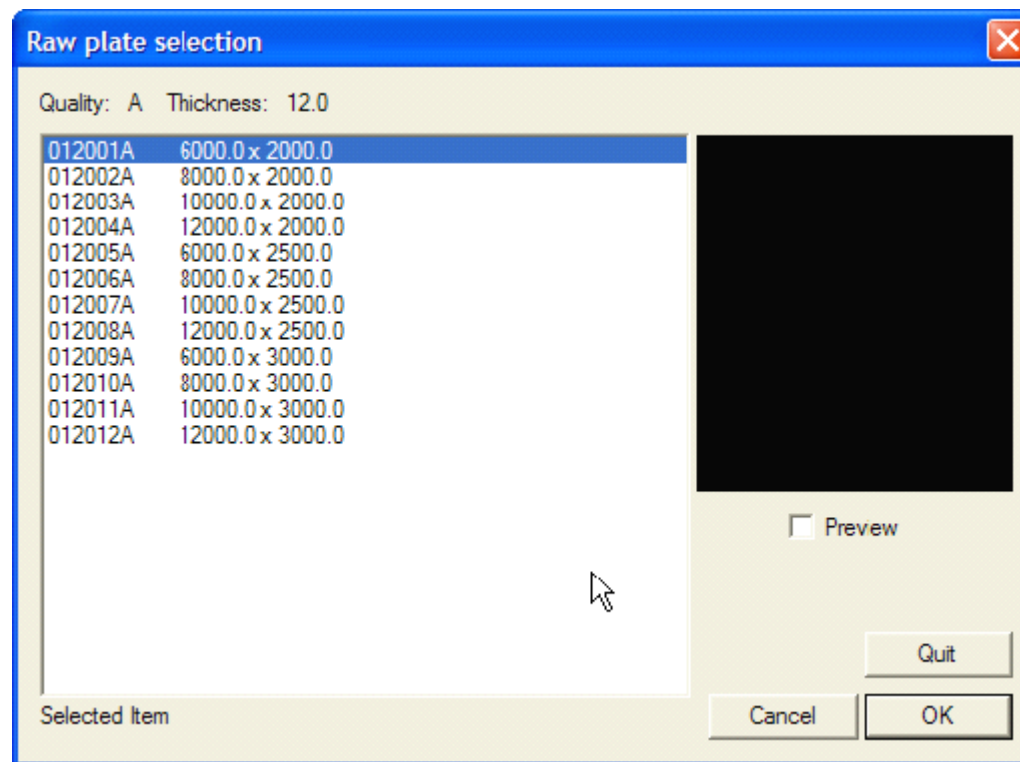 Raw plate selection
Quality: A Thickness: 12.0
012001A 6000.0 x 2000.0
012002A 8000.0 x 2000.0
012003A 10000.0 x 2000.0
012004A 12000.0 x 2000.0
012005A 6000.0 x 2500.0
012006A 8000.0 x 2500.0
012007A 10000.0 x 2500.0
012008A 12000.0 x 2500.0
012009A 6000.0 x 3000.0
012010A 8000.0 x 3000.0
012011A 10000.0 x 3000.0
012012A 12000.0 x 3000.0
Prevew
Quit
Selected Item
Cancel
OK